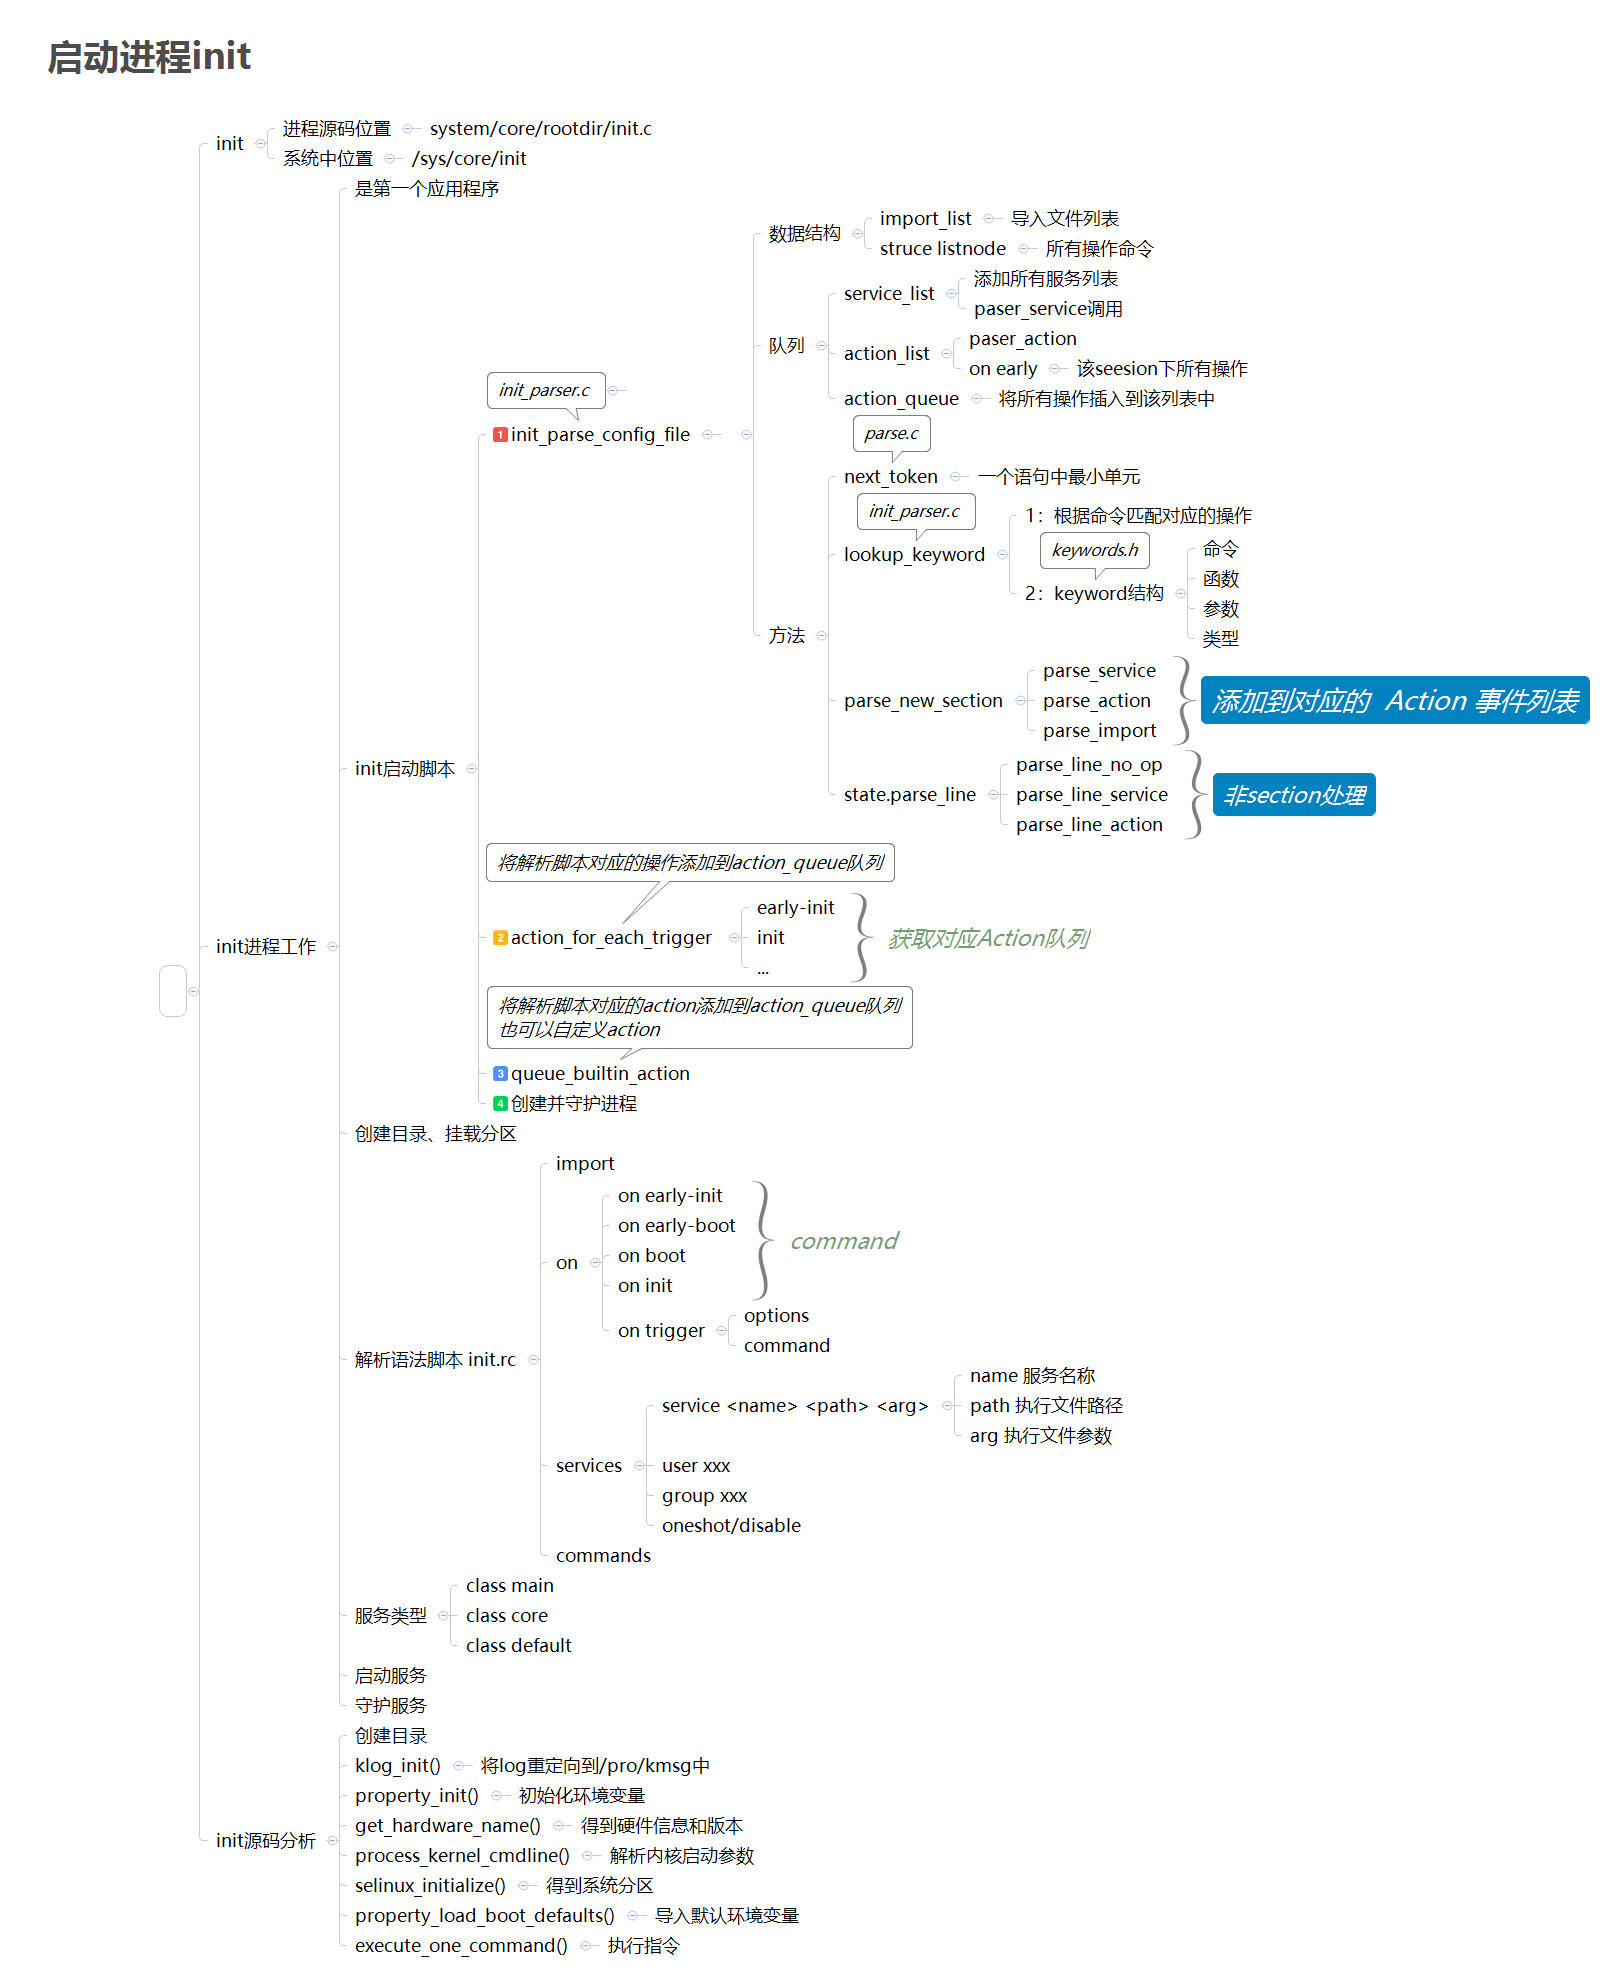 启动进程init
init
进程源码位置
system/core/rootdir/init.c
系统中位置
/sys/core/init
init进程工作
是第一个应用程序
init启动脚本
init_parser.c
1
init_parse_config_file
数据结构
import_list
导入文件列表
struce listnode
所有操作命令
队列
service_list
添加所有服务列表
paser_service调用
action_list
paser_action
on early
该seesion下所有操作
action_queue
将所有操作插入到该列表中
方法
parse.c
next_token
一个语句中最小单元
init_parser.c
lookup_keyword
1：根据命令匹配对应的操作
keywords.h
2：keyword结构
命令
函数
参数
类型
parse_new_section
parse_service
parse_action
parse_import
添加到对应的 Action 事件列表
state.parse_line
parse_line_no_op
parse_line_service
parse_line_action
非section处理
将解析脚本对应的操作添加到action_queue队列
2
action_for_each_trigger
early-init
init
...
获取对应Action队列
将解析脚本对应的action添加到action_queue队列
也可以自定义action
3
queue_builtin_action
4
创建并守护进程
创建目录、挂载分区
解析语法脚本 init.rc
import
on
on early-init
on early-boot
on boot
on init
command
on trigger
options
command
services
service <name> <path> <arg>
name 服务名称
path 执行文件路径
arg 执行文件参数
user xxx
group xxx
oneshot/disable
commands
服务类型
class main
class core
class default
启动服务
守护服务
init源码分析
创建目录
klog_init()
将log重定向到/pro/kmsg中
property_init()
初始化环境变量
get_hardware_name()
得到硬件信息和版本
process_kernel_cmdline()
解析内核启动参数
selinux_initialize()
得到系统分区
property_load_boot_defaults()
导入默认环境变量
execute_one_command()
执行指令